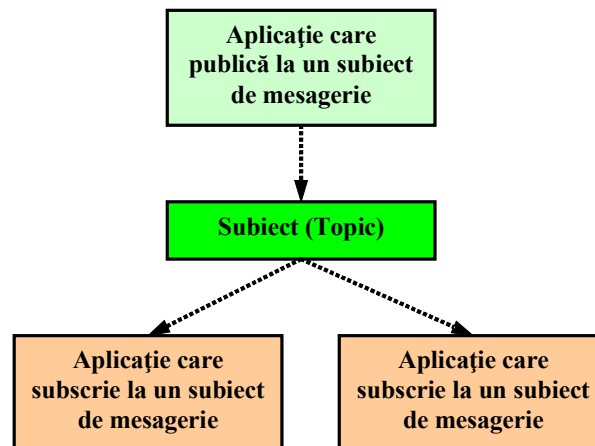 Aplicaţie care
publică la un subiect
de mesagerie
Subiect (Topic)
Aplicaţie care
subscrie la un subiect
de mesagerie
Aplicaţie care
subscrie la un subiect
de mesagerie